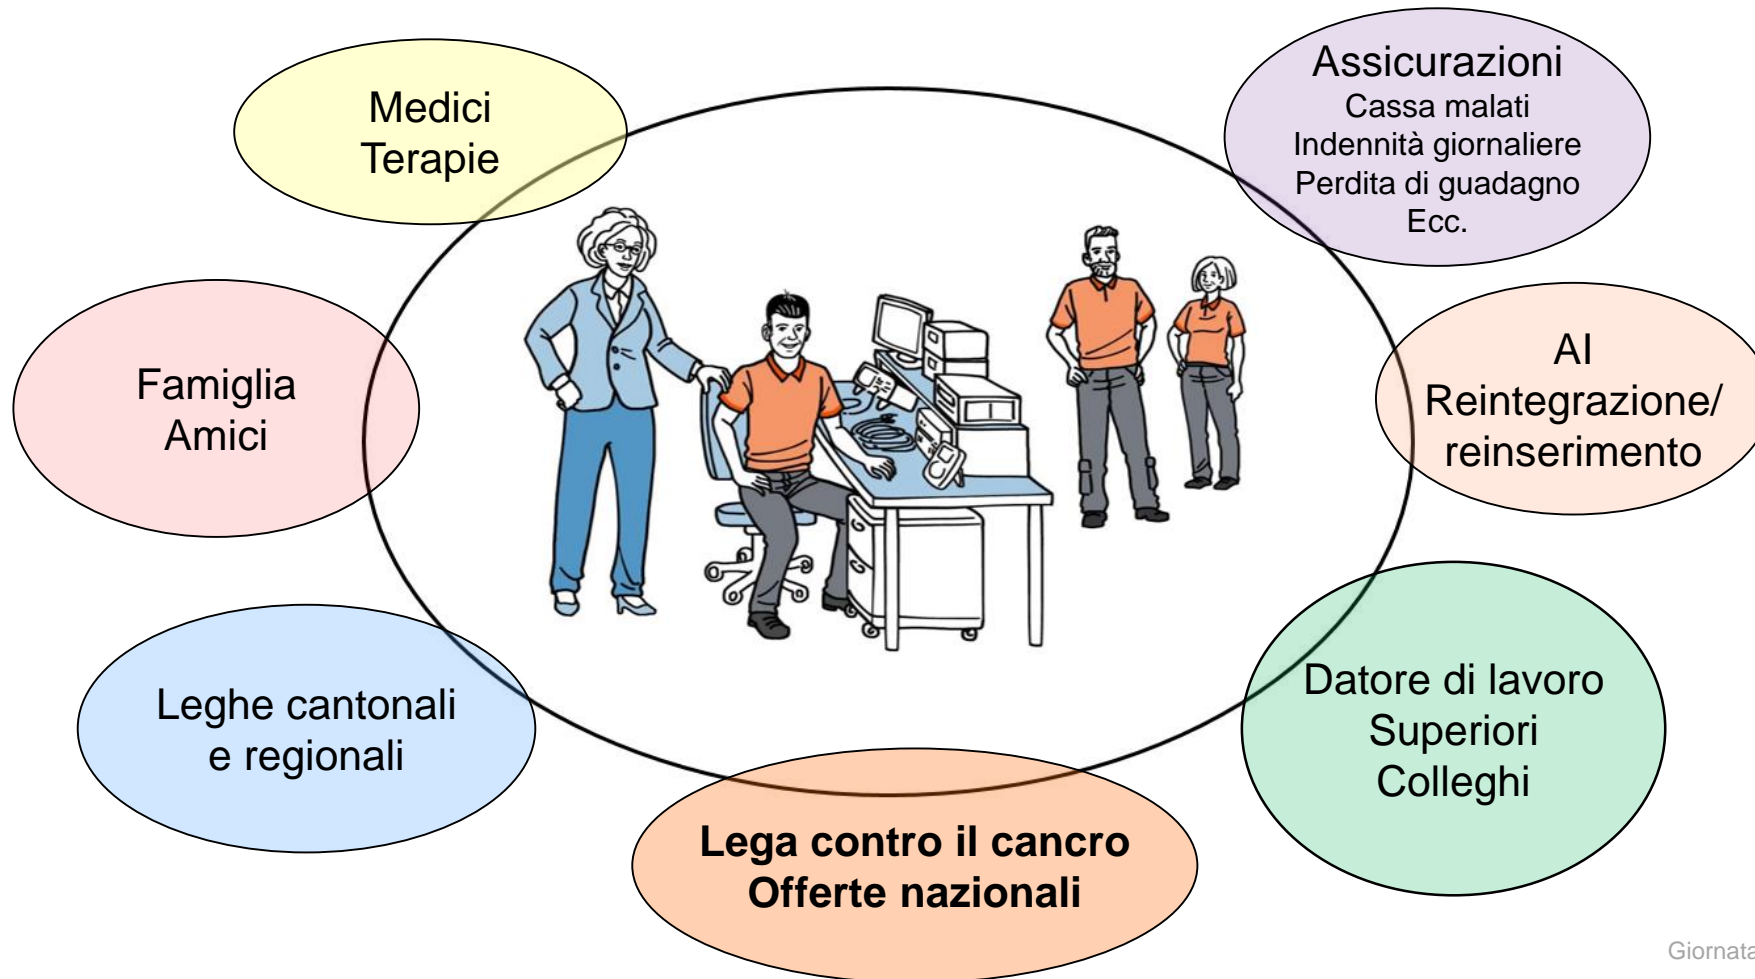 Medici
Terapie
Assicurazioni
Cassa malati
Indennità giornaliere
Perdita di guadagno
Ecc.
Famiglia
Amici
AI
Reintegrazione/
reinserimento
Leghe cantonali
e regionali
Datore di lavoro
Superiori
Colleghi
Lega contro il cancro
Offerte nazionali
Giornata